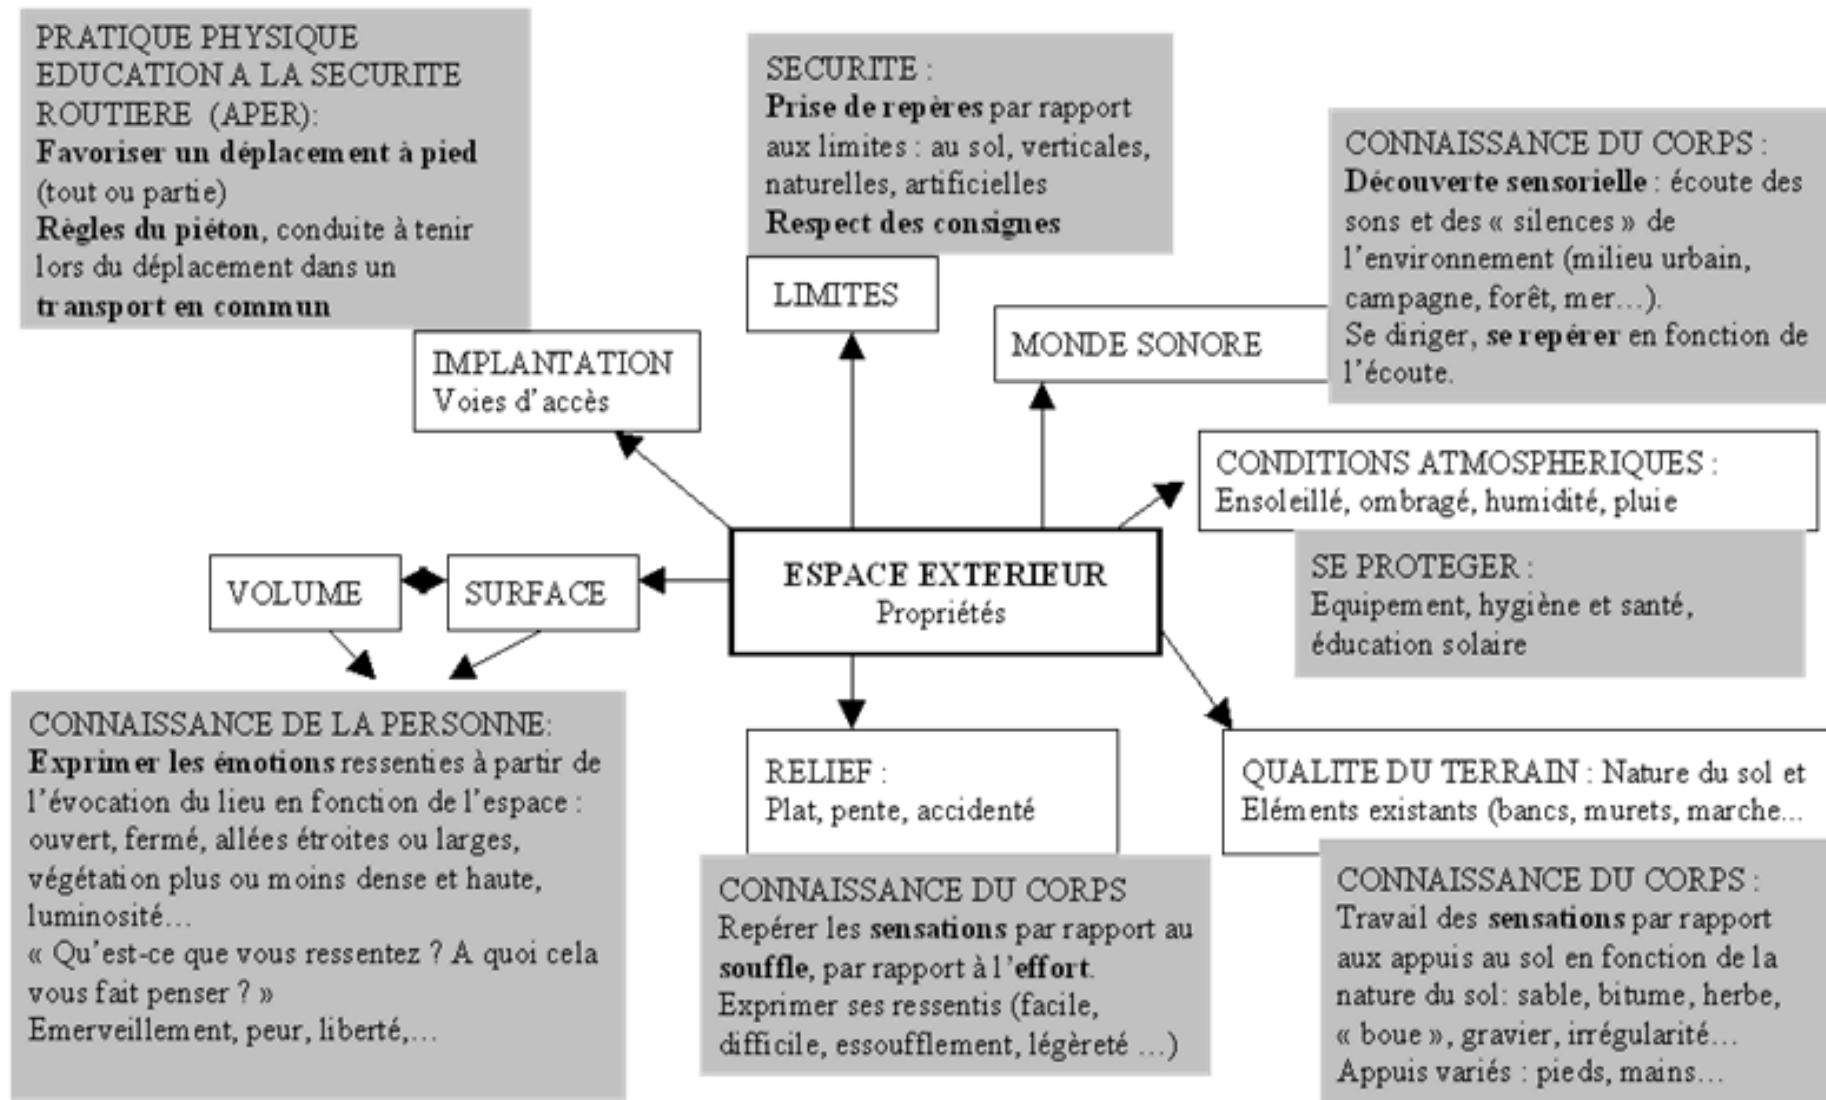 PRATIQUE PHYSIQUE
EDUCATION A LA SECURITE
ROUTIERE (APER):
Favoriser un déplacement à pied
(tout ou partie)
Règles du piéton, conduite à tenir
lors du déplacement dans un
transport en commun
IMPLANTATION
Voies d'accès
SECURITE :
Prise de repères par rapport
aux limites : au sol, verticales,
naturelles, artificielles
Respect des consignes
LIMITES
MONDE SONORE
CONNAISSANCE DU CORPS :
Découverte sensorielle : écoute des
sons et des « silences » de
l'environnement (milieu urbain,
campagne, forêt, mer…).
Se diriger, se repérer en fonction de
l'écoute.
CONDITIONS ATMOSPHERIQUES :
Ensoleillé, ombragé, humidité, pluie
SE PROTEGER :
Equipement, hygiène et santé,
éducation solaire
ESPACE EXTERIEUR
Propriétés
VOLUME
SURFACE
CONNAISSANCE DE LA PERSONNE:
Exprimer les émotions ressenties à partir de
l'évocation du lieu en fonction de l'espace :
ouvert, fermé, allées étroites ou larges,
végétation plus ou moins dense et haute,
luminosité…
« Qu'est-ce que vous ressentez ? A quoi cela
vous fait penser ? »
Emerveillement, peur, liberté,…
RELIEF :
Plat, pente, accidenté
CONNAISSANCE DU CORPS
Repérer les sensations par rapport au
souffle, par rapport à l'effort.
Exprimer ses ressentis (facile,
difficile, essoufflement, légèreté …)
QUALITE DU TERRAIN : Nature du sol et
Eléments existants (bancs, murets, marche...
CONNAISSANCE DU CORPS :
Travail des sensations par rapport
aux appuis au sol en fonction de la
nature du sol: sable, bitume, herbe,
« boue », gravier, irrégularité…
Appuis variés : pieds, mains…